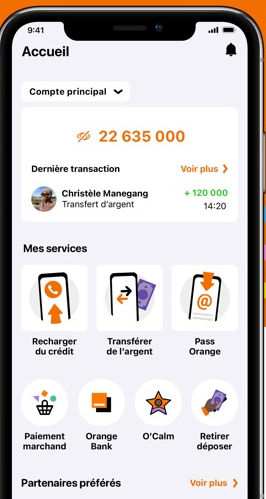 9:41
Accueil
Compte principal
22 635 000
Dernière transaction Voir plus
Christèle Manegang + 120 000
Transfert d'argent 14:20
Mes services
@
Recharger
du crédit
Transférer
de l'argent
Pass
Orange
Paiement
marchand
Orange
Bank
O'Calm
Retirer
déposer
Partenaires préférés Voir plus